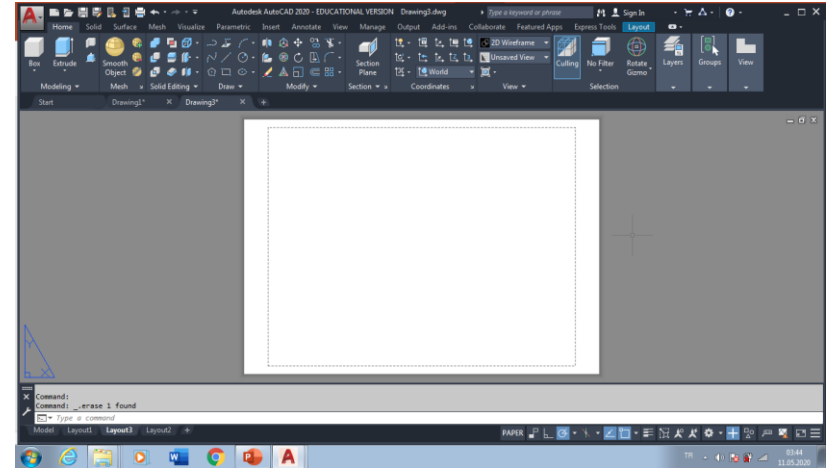 Autodesk AutoCAD 2020 - EDUCATIONAL VERSION Drawing3.dwg Type a keyword or phrase Sign In
Home Solid Surface Mesh Visualize Parametric Insert Annotate View Manage Output Add-ins Collaborate Featured Apps Express Tools Layout
2D Wireframe
Box Extrude Smooth Object Section Plane Unsaved View Culling No Filter Rotate Gizmo Layers Groups View
World
Modeling Mesh Solid Editing Draw Modify Section Coordinates View Selection
Start Drawing1* Drawing3*
Y
X
Command:
Command: _.erase 1 found
Type a command
Model Layout1 Layout3 Layout2 + PAPER
TR 03:44
11.05.2020